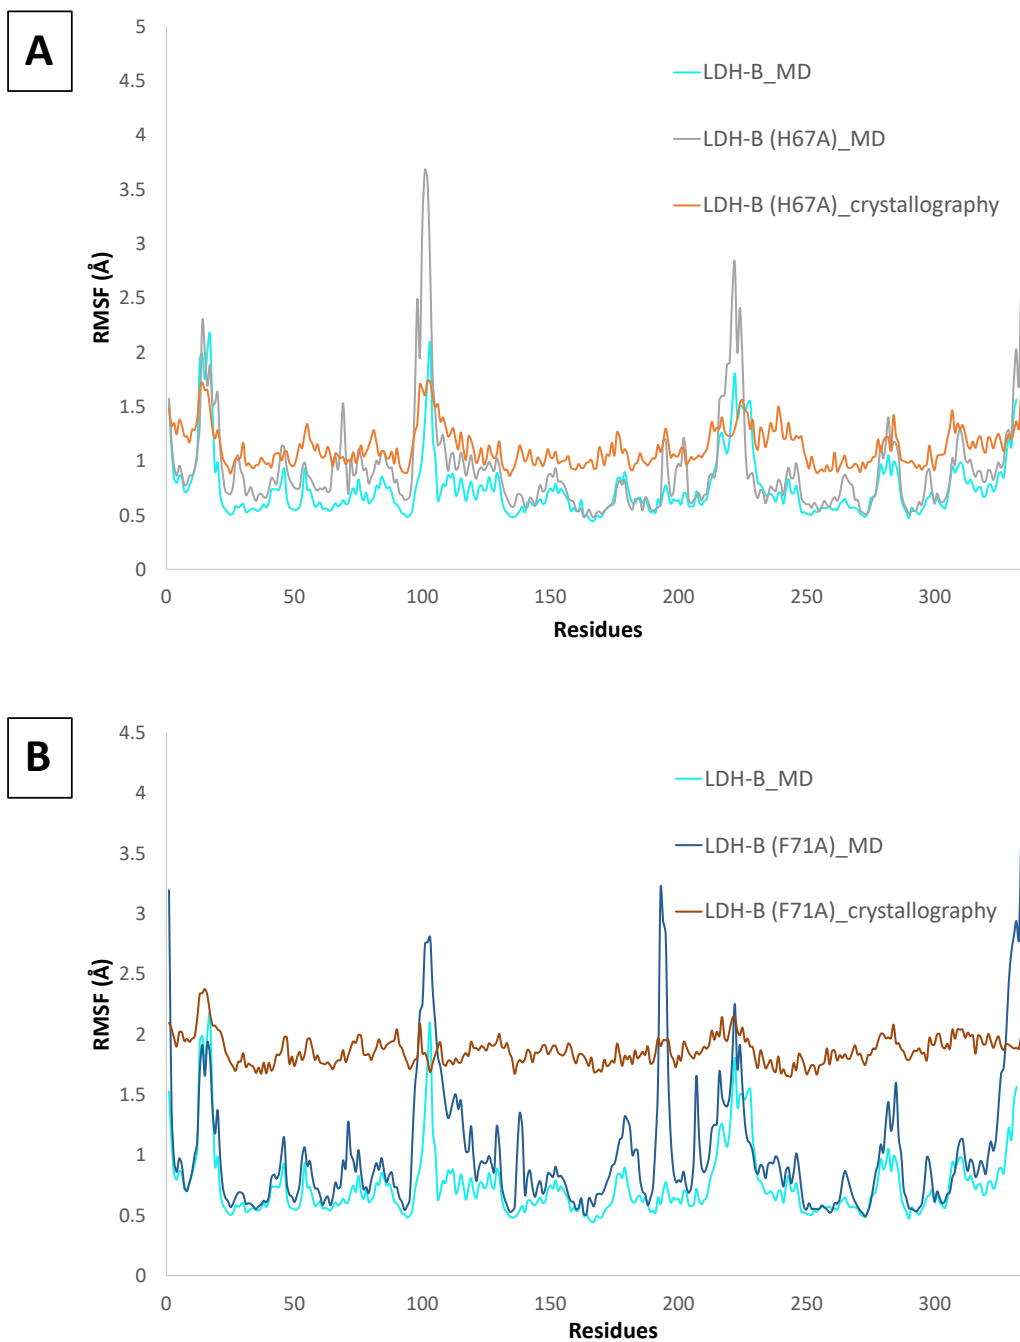 A
RMSF (Å)
5
4.5
4
3.5
3
2.5
2
1.5
1
0.5
0
LDH-B_MD
LDH-B (H67A)_MD
LDH-B (H67A)_crystallography
0 50 100 150 200 250 300
Residues
B
RMSF (Å)
4.5
4
3.5
3
2.5
2
1.5
1
0.5
0
LDH-B_MD
LDH-B (F71A)_MD
LDH-B (F71A)_crystallography
0 50 100 150 200 250 300
Residues